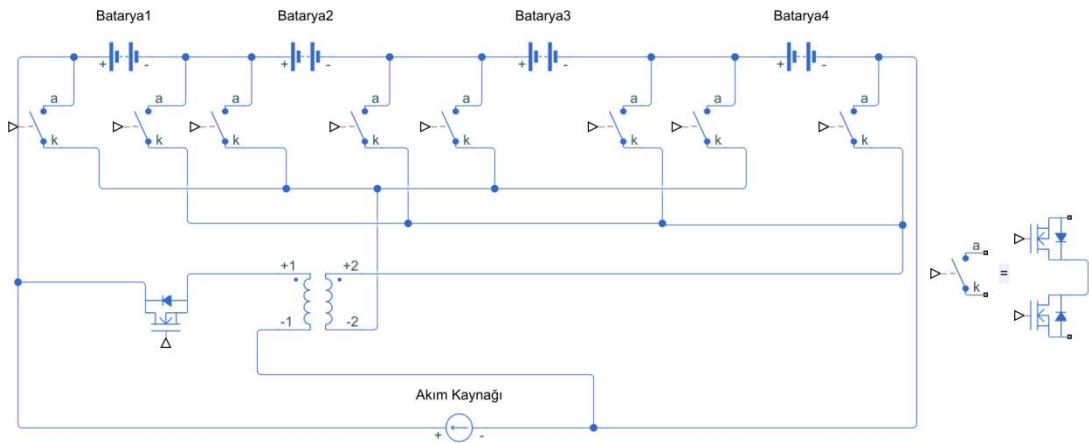 Batarya1 Batarya2 Batarya3 Batarya4
+ - + - + - + -
a a a a a a a a
k k k k k k k k
a
k
=
+1 +2
-1 -2
Akım Kaynağı
+ -